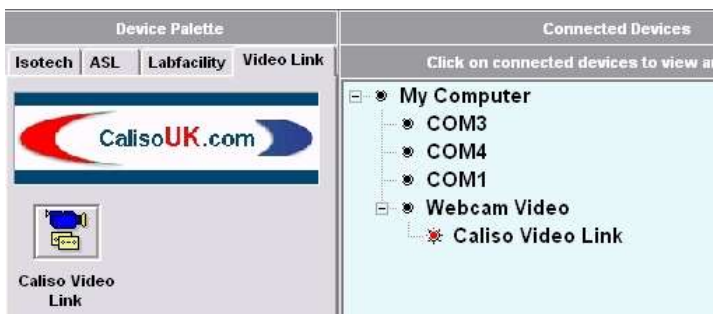 Device Palette
Isotech ASL Labfacility Video Link
CalisoUK.com
Caliso Video
Link
Connected Devices
Click on connected devices to view
My Computer
COM3
COM4
COM1
Webcam Video
Caliso Video Link